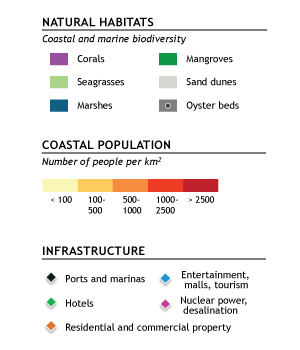 NATURAL HABITATS
Coastal and marine biodiversity
Corals
Mangroves
Seagrasses
Sand dunes
Marshes
Oyster beds
COASTAL POPULATION
Number of people per km²
< 100
100-
500
500-
1000
1000-
2500
> 2500
INFRASTRUCTURE
Ports and marinas
Entertainment,
malls, tourism
Hotels
Nuclear power,
desalination
Residential and commercial property